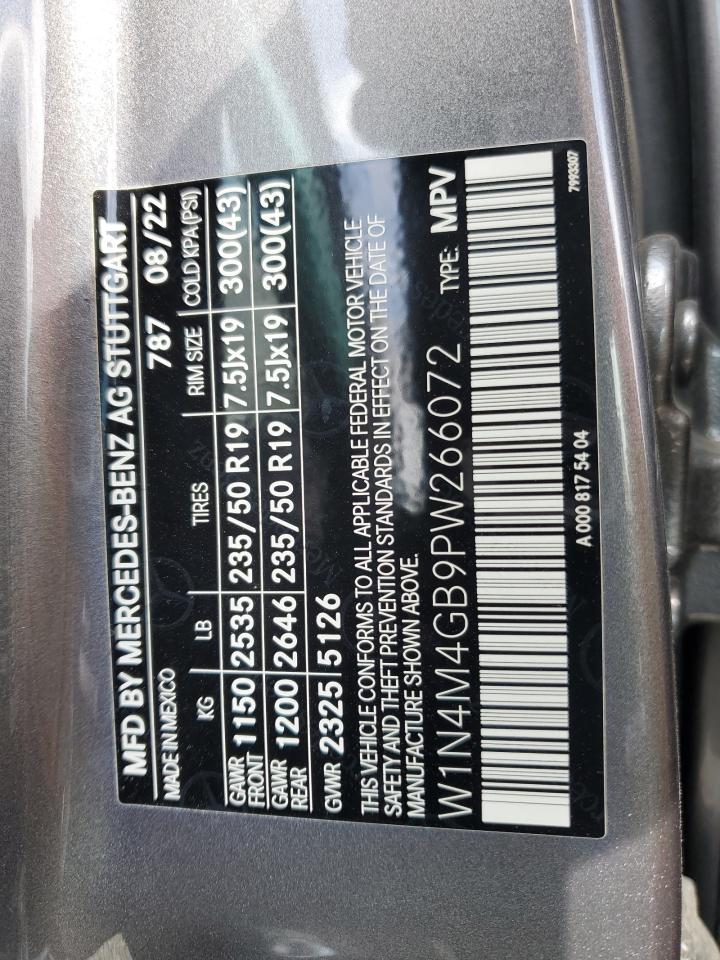 MFD BY MERCEDES-BENZ AG STUTTGART
MADE IN MEXICO 787 08/22
KG LB TIRES RIM SIZE COLD KPA(PSI)
GAWR FRONT 1150 2535 235/50 R19 7.5Jx19 300(43)
GAWR REAR 1200 2646 235/50 R19 7.5Jx19 300(43)
GVWR 2325 5126
THIS VEHICLE CONFORMS TO ALL APPLICABLE FEDERAL MOTOR VEHICLE
SAFETY AND THEFT PREVENTION STANDARDS IN EFFECT ON THE DATE OF
MANUFACTURE SHOWN ABOVE.
W1N4M4GB9PW266072 TYPE: MPV
A 000 817 54 04 7993307